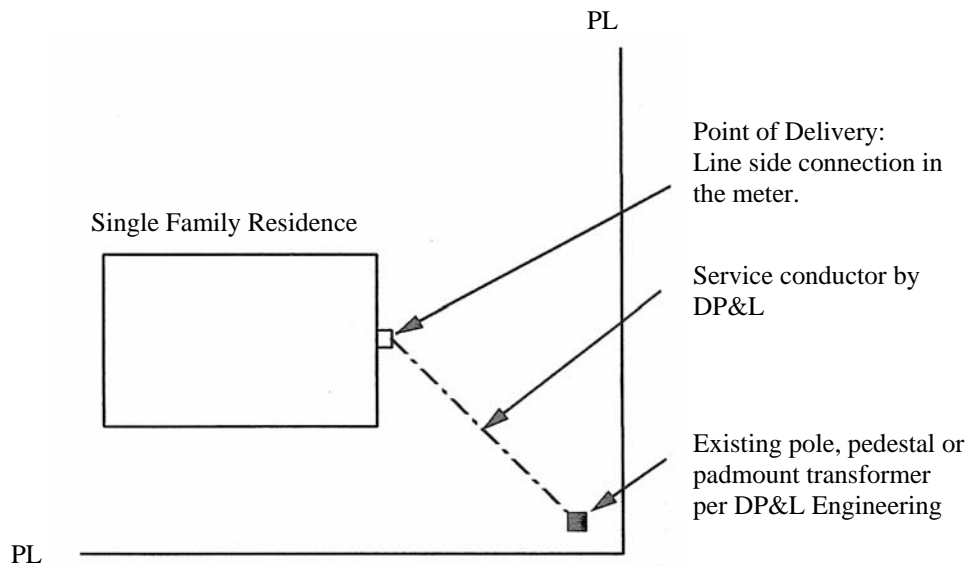 PL
Point of Delivery:
Line side connection in
the meter.
Single Family Residence
Service conductor by
DP&L
Existing pole, pedestal or
padmount transformer
per DP&L Engineering
PL